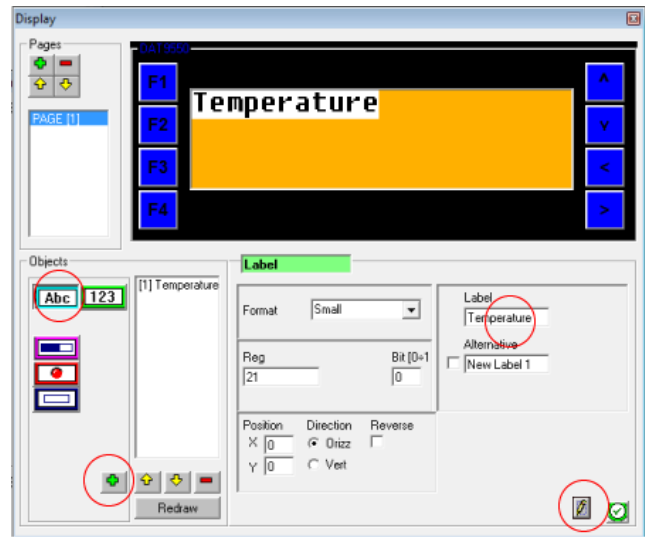 Display
Pages
DAT9550
F1
F2
F3
F4
^
v
<
>
PAGE [1]
Temperature
Objects
Abc
123
[1] Temperature
Redraw
Label
Format
Small
Reg
Bit [0÷1
21
0
Position
Direction
Reverse
X 0
Orizz
Y 0
Vert
Label
Temperature
Alternative
New Label 1